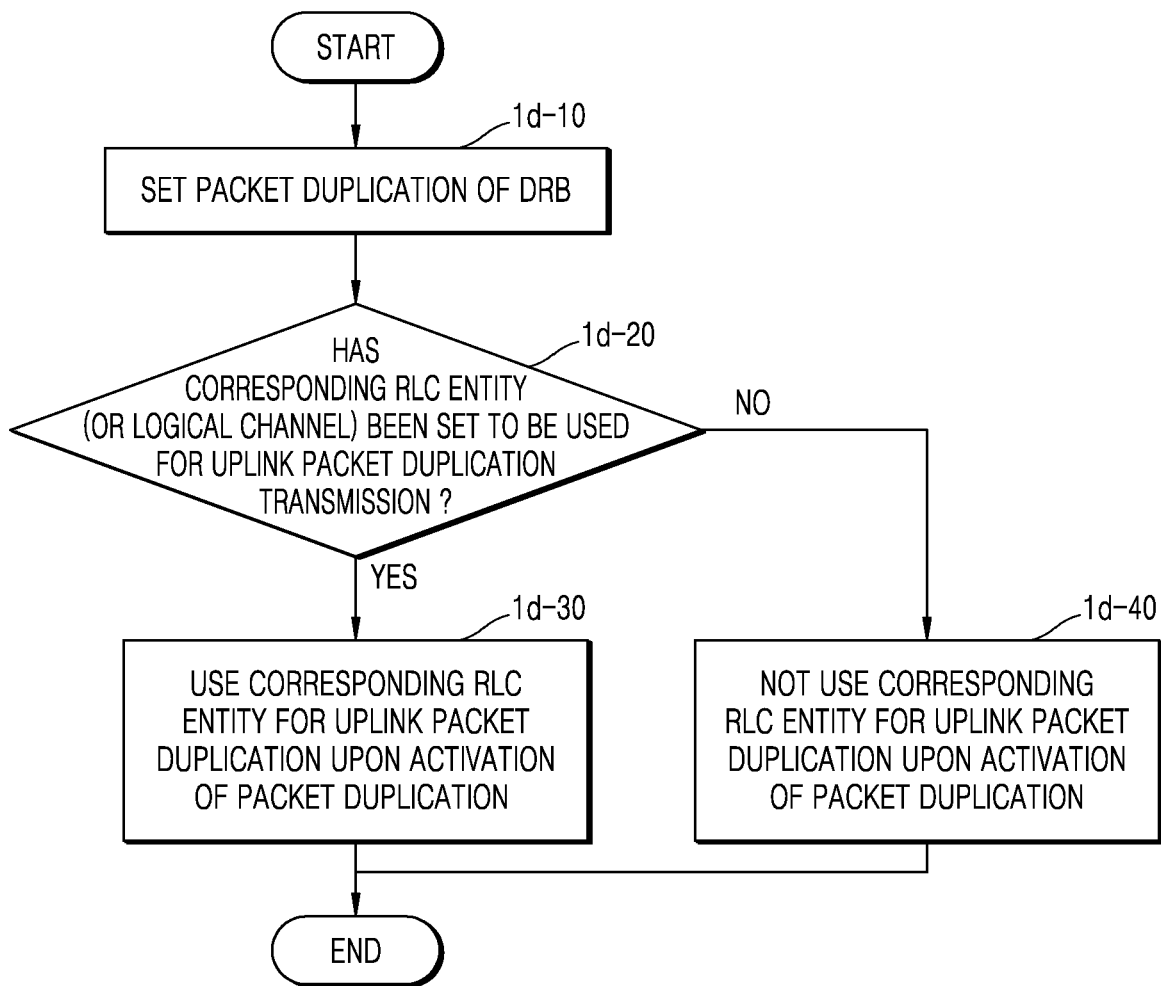 START
1d-10
SET PACKET DUPLICATION OF DRB
1d-20
HAS
CORRESPONDING RLC ENTITY
(OR LOGICAL CHANNEL) BEEN SET TO BE USED
FOR UPLINK PACKET DUPLICATION
TRANSMISSION ?
NO
YES
1d-30
USE CORRESPONDING RLC
ENTITY FOR UPLINK PACKET
DUPLICATION UPON ACTIVATION
OF PACKET DUPLICATION
1d-40
NOT USE CORRESPONDING
RLC ENTITY FOR UPLINK PACKET
DUPLICATION UPON ACTIVATION
OF PACKET DUPLICATION
END